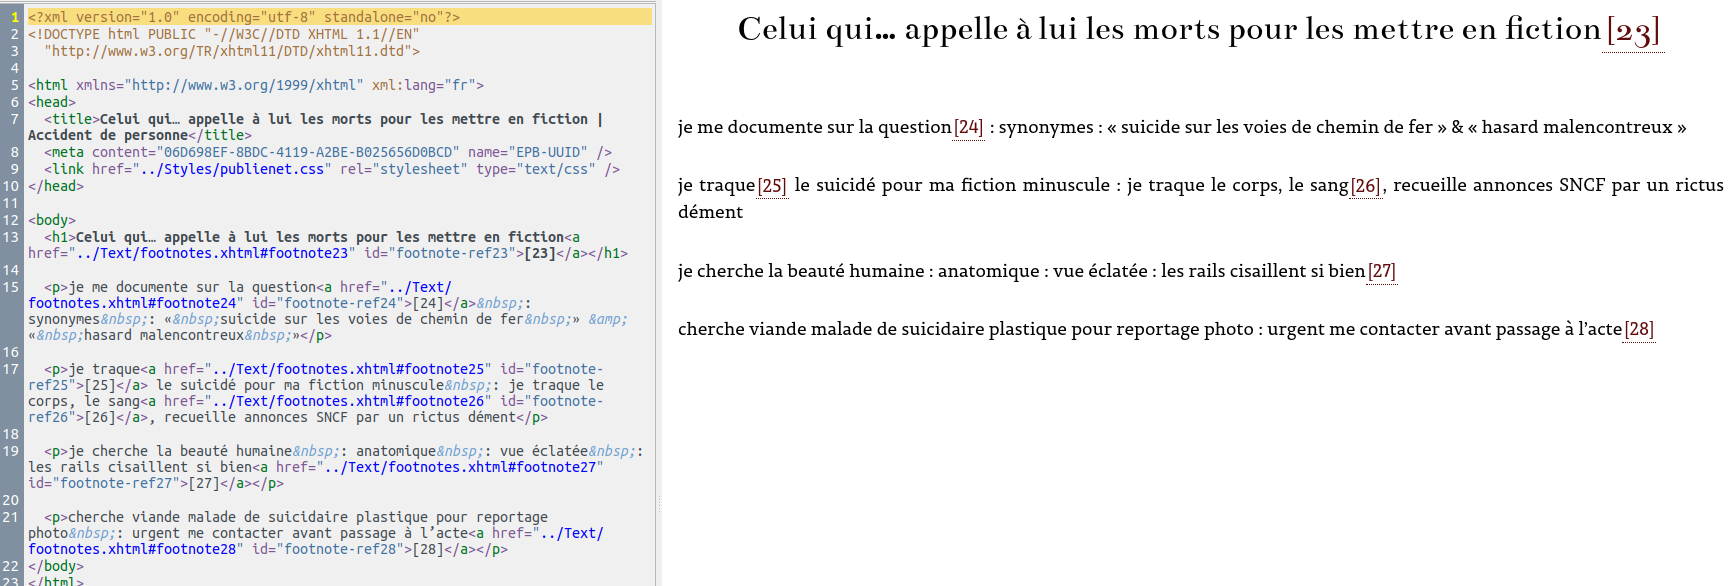 1 <?xml version="1.0" encoding="utf-8" standalone="no"?>
2 <!DOCTYPE html PUBLIC "-//W3C//DTD XHTML 1.1//EN"
3 "http://www.w3.org/TR/xhtml11/DTD/xhtml11.dtd">
4
5 <html xmlns="http://www.w3.org/1999/xhtml" xml:lang="fr">
6 <head>
7 <title>Celui qui… appelle à lui les morts pour les mettre en fiction |
Accident de personne</title>
8 <meta content="06D698EF-8BDC-4119-A2BE-B025656D0BCD" name="EPB-UUID" />
9 <link href="../Styles/publienet.css" rel="stylesheet" type="text/css" />
10 </head>
11
12 <body>
13 <h1>Celui qui… appelle à lui les morts pour les mettre en fiction<a
href="../Text/footnotes.xhtml#footnote23" id="footnote-ref23">[23]</a></h1>
14
15 <p>je me documente sur la question<a href="../Text/
footnotes.xhtml#footnote24" id="footnote-ref24">[24]</a>&nbsp;:
synonymes&nbsp;: «&nbsp;suicide sur les voies de chemin de fer&nbsp;» &amp;
«&nbsp;hasard malencontreux&nbsp;»</p>
16
17 <p>je traque<a href="../Text/footnotes.xhtml#footnote25" id="footnote-
ref25">[25]</a> le suicidé pour ma fiction minuscule&nbsp;: je traque le
corps, le sang<a href="../Text/footnotes.xhtml#footnote26" id="footnote-
ref26">[26]</a>, recueille annonces SNCF par un rictus dément</p>
18
19 <p>je cherche la beauté humaine&nbsp;: anatomique&nbsp;: vue éclatée&nbsp;:
les rails cisaillent si bien<a href="../Text/footnotes.xhtml#footnote27"
id="footnote-ref27">[27]</a></p>
20
21 <p>cherche viande malade de suicidaire plastique pour reportage
photo&nbsp;: urgent me contacter avant passage à l’acte<a href="../Text/
footnotes.xhtml#footnote28" id="footnote-ref28">[28]</a></p>
22 </body>
23 </html>
Celui qui… appelle à lui les morts pour les mettre en fiction[23]
je me documente sur la question[24] : synonymes : « suicide sur les voies de chemin de fer » & « hasard malencontreux »
je traque[25] le suicidé pour ma fiction minuscule : je traque le corps, le sang[26], recueille annonces SNCF par un rictus
dément
je cherche la beauté humaine : anatomique : vue éclatée : les rails cisaillent si bien[27]
cherche viande malade de suicidaire plastique pour reportage photo : urgent me contacter avant passage à l’acte[28]